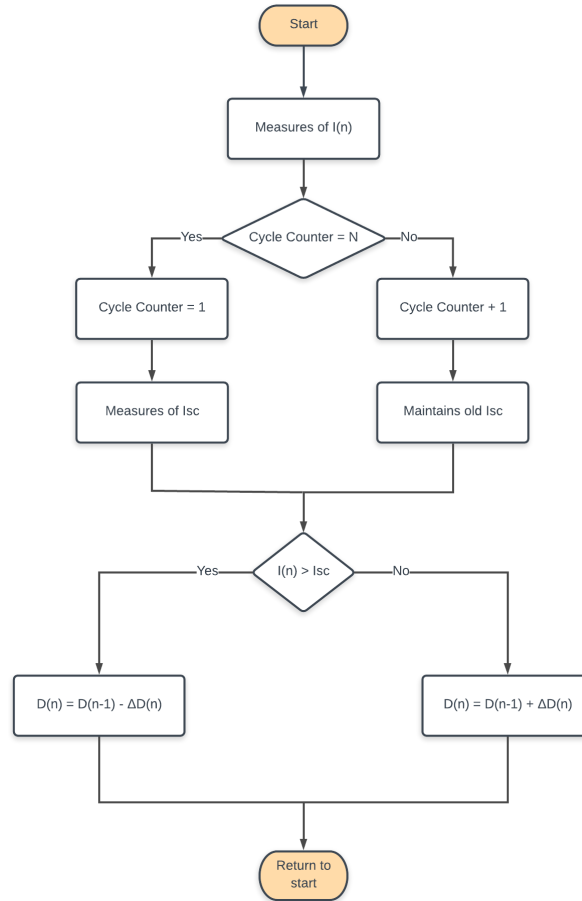 Start
Measures of I(n)
Cycle Counter = N
Yes
No
Cycle Counter = 1
Cycle Counter + 1
Measures of Isc
Maintains old Isc
I(n) > Isc
Yes
No
D(n) = D(n-1) - ΔD(n)
D(n) = D(n-1) + ΔD(n)
Return to
start